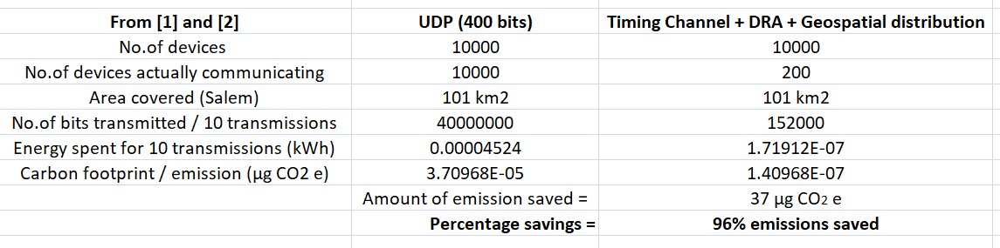 From [1] and [2] UDP (400 bits) Timing Channel + DRA + Geospatial distribution
No.of devices 10000 10000
No.of devices actually communicating 10000 200
Area covered (Salem) 101 km2 101 km2
No.of bits transmitted / 10 transmissions 40000000 152000
Energy spent for 10 transmissions (kWh) 0.00004524 1.71912E-07
Carbon footprint / emission (µg CO2 e) 3.70968E-05 1.40968E-07
Amount of emission saved = 37 µg CO2 e
Percentage savings = 96% emissions saved